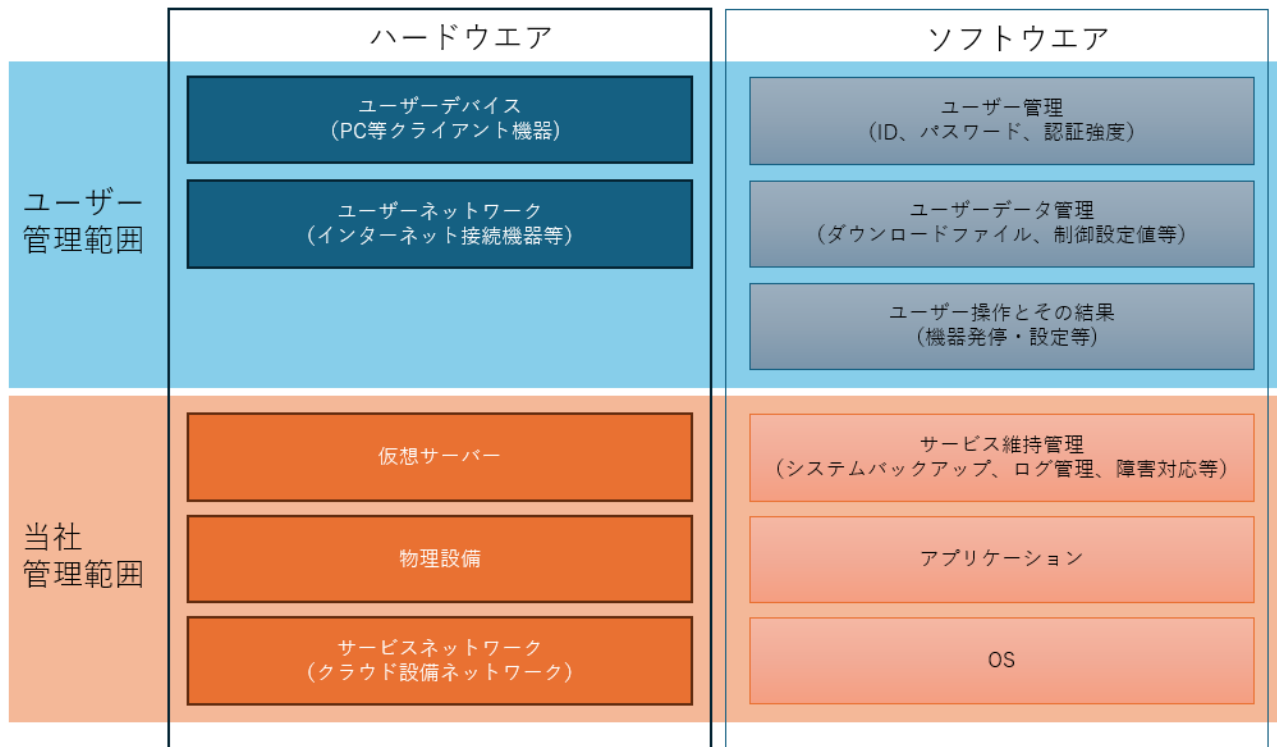 ハードウエア
ソフトウエア
ユーザー
管理範囲
ユーザーデバイス
(PC等クライアント機器)
ユーザー管理
(ID、パスワード、認証強度)
ユーザーネットワーク
(インターネット接続機器等)
ユーザーデータ管理
(ダウンロードファイル、制御設定値等)
ユーザー操作とその結果
(機器発停・設定等)
当社
管理範囲
仮想サーバー
サービス維持管理
(システムバックアップ、ログ管理、障害対応等)
物理設備
アプリケーション
サービスネットワーク
(クラウド設備ネットワーク)
OS